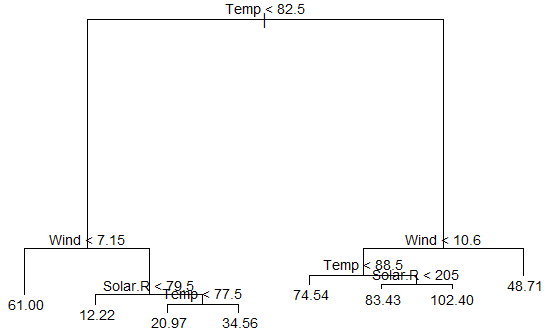 Temp < 82.5
Wind < 7.15
Wind < 10.6
Temp < 88.5
Solar.R < 205
Solar.R < 79.5
Temp < 77.5
61.00
12.22
20.97
34.56
74.54
83.43
102.40
48.71